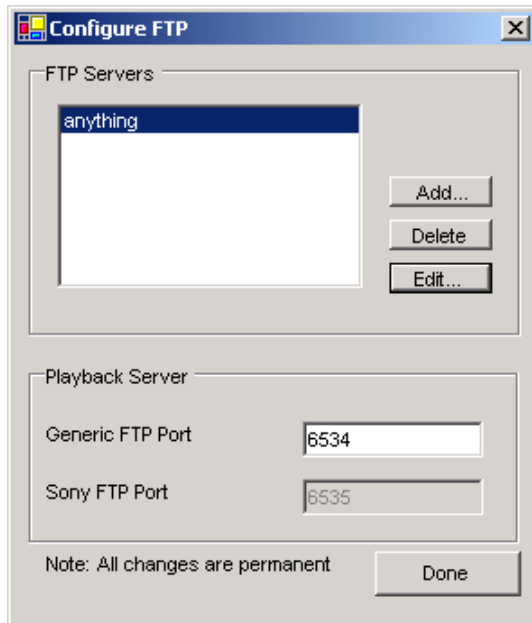 Configure FTP
FTP Servers
anything
Add...
Delete
Edit...
Playback Server
Generic FTP Port
6534
Sony FTP Port
6535
Note: All changes are permanent
Done